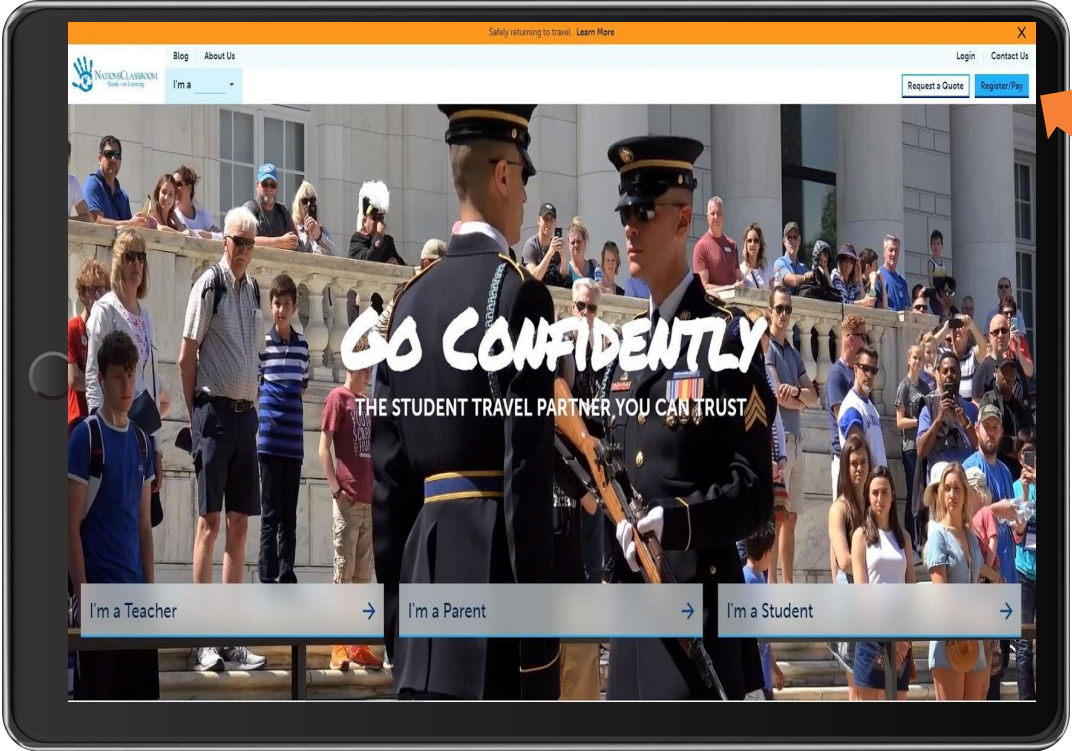 Safely returning to travel. Learn More X
Blog About Us Login Contact Us
NationsClassroom
Hands-on Learning
I'm a Request a Quote Register/Pay
GO CONFIDENTLY
THE STUDENT TRAVEL PARTNER YOU CAN TRUST
I'm a Teacher → I'm a Parent → I'm a Student →